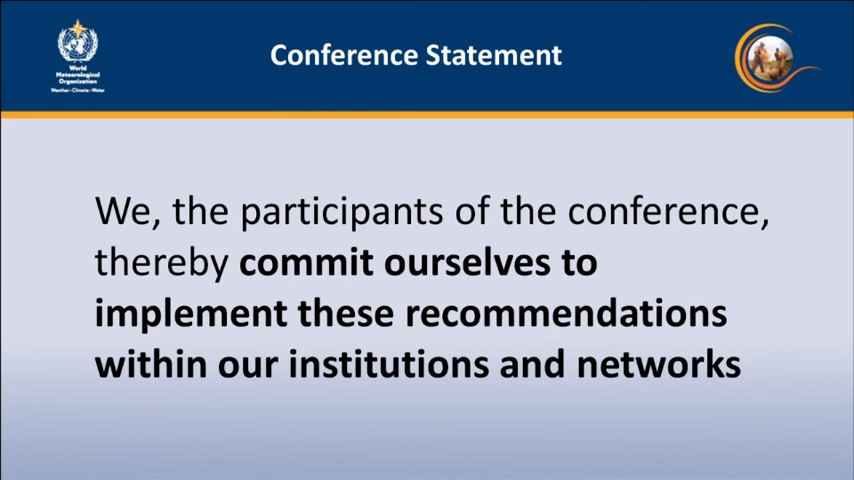 World
Meteorological
Organisation
Weather · Climate · Water
Conference Statement
We, the participants of the conference,
thereby commit ourselves to
implement these recommendations
within our institutions and networks